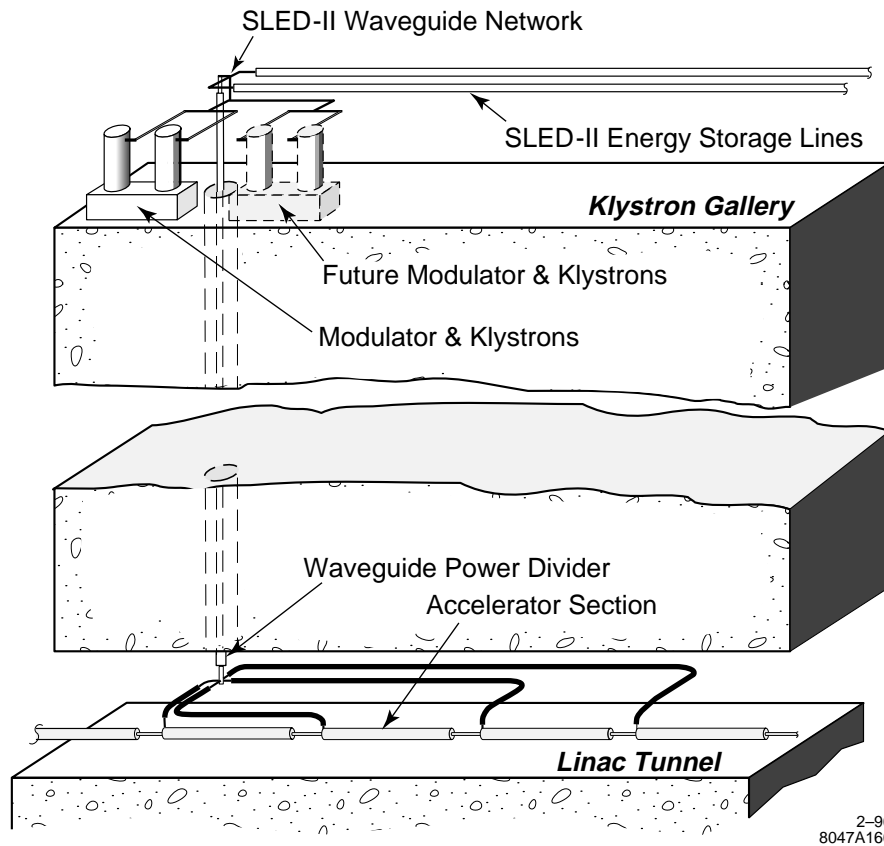 SLED-II Waveguide Network
SLED-II Energy Storage Lines
Klystron Gallery
Future Modulator & Klystrons
Modulator & Klystrons
Waveguide Power Divider
Accelerator Section
Linac Tunnel